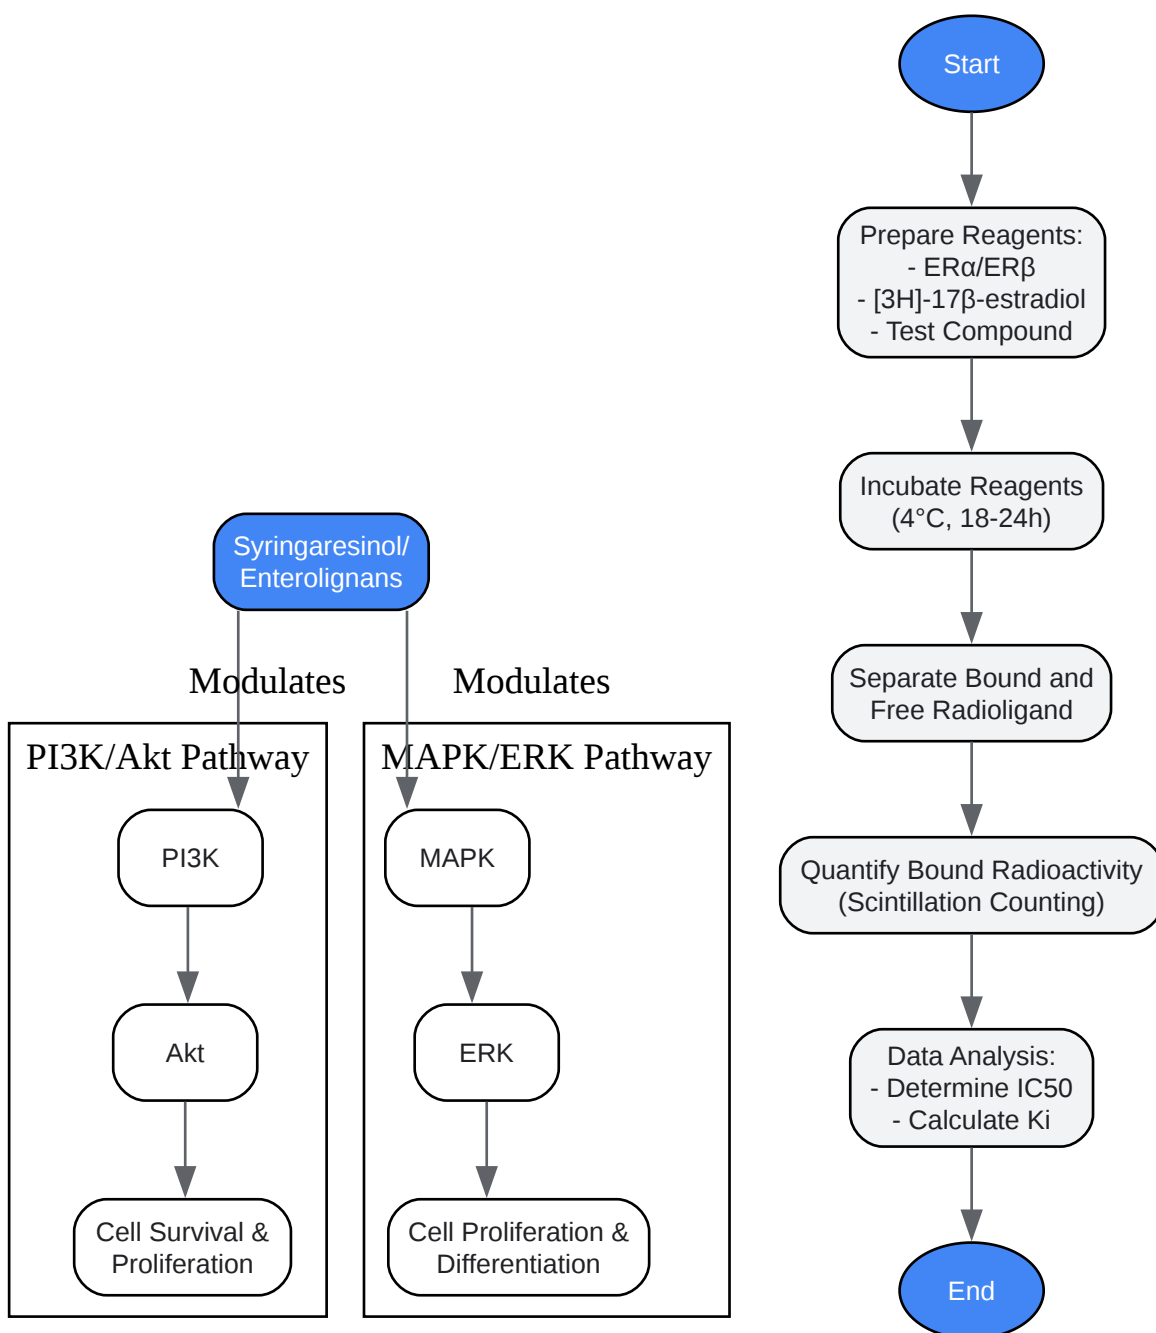 Syringaresinol/
Enterolignans
Modulates
Modulates
PI3K/Akt Pathway
MAPK/ERK Pathway
PI3K
MAPK
Akt
ERK
Cell Survival &
Proliferation
Cell Proliferation &
Differentiation
Start
Prepare Reagents:
- ERα/ERβ
- [3H]-17β-estradiol
- Test Compound
Incubate Reagents
(4°C, 18-24h)
Separate Bound and
Free Radioligand
Quantify Bound Radioactivity
(Scintillation Counting)
Data Analysis:
- Determine IC50
- Calculate Ki
End